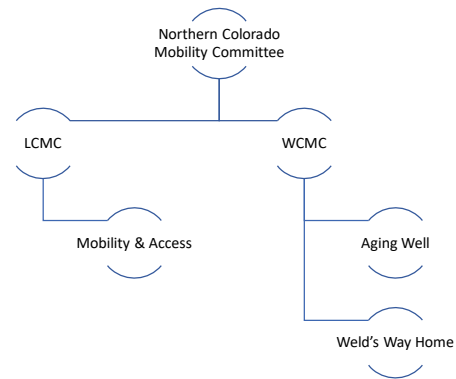 Northern Colorado
Mobility Committee
LCMC
WCMC
Mobility & Access
Aging Well
Weld's Way Home